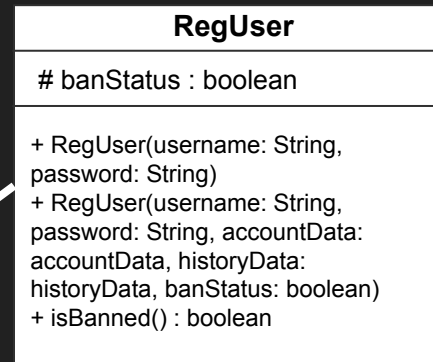 RegUser
# banStatus : boolean
+ RegUser(username: String,
password: String)
+ RegUser(username: String,
password: String, accountData:
accountData, historyData:
historyData, banStatus: boolean)
+ isBanned() : boolean